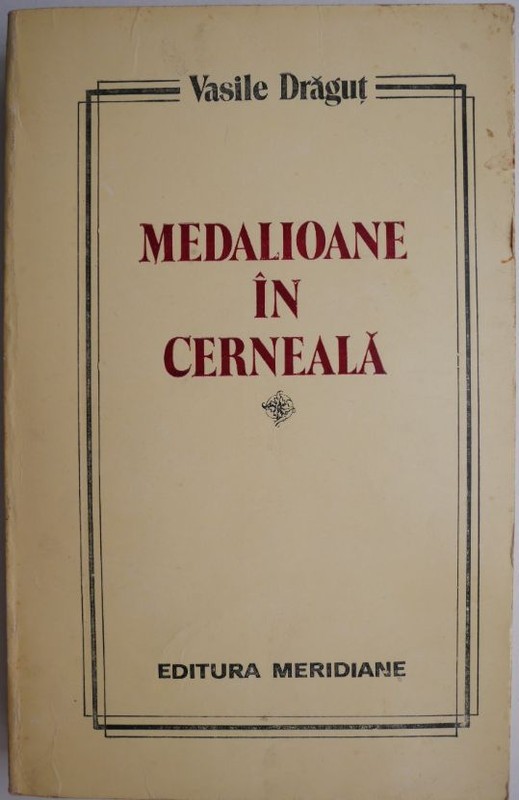 Vasile Drăguț
MEDALIOANE
ÎN
CERNEALĂ
EDITURA MERIDIANE